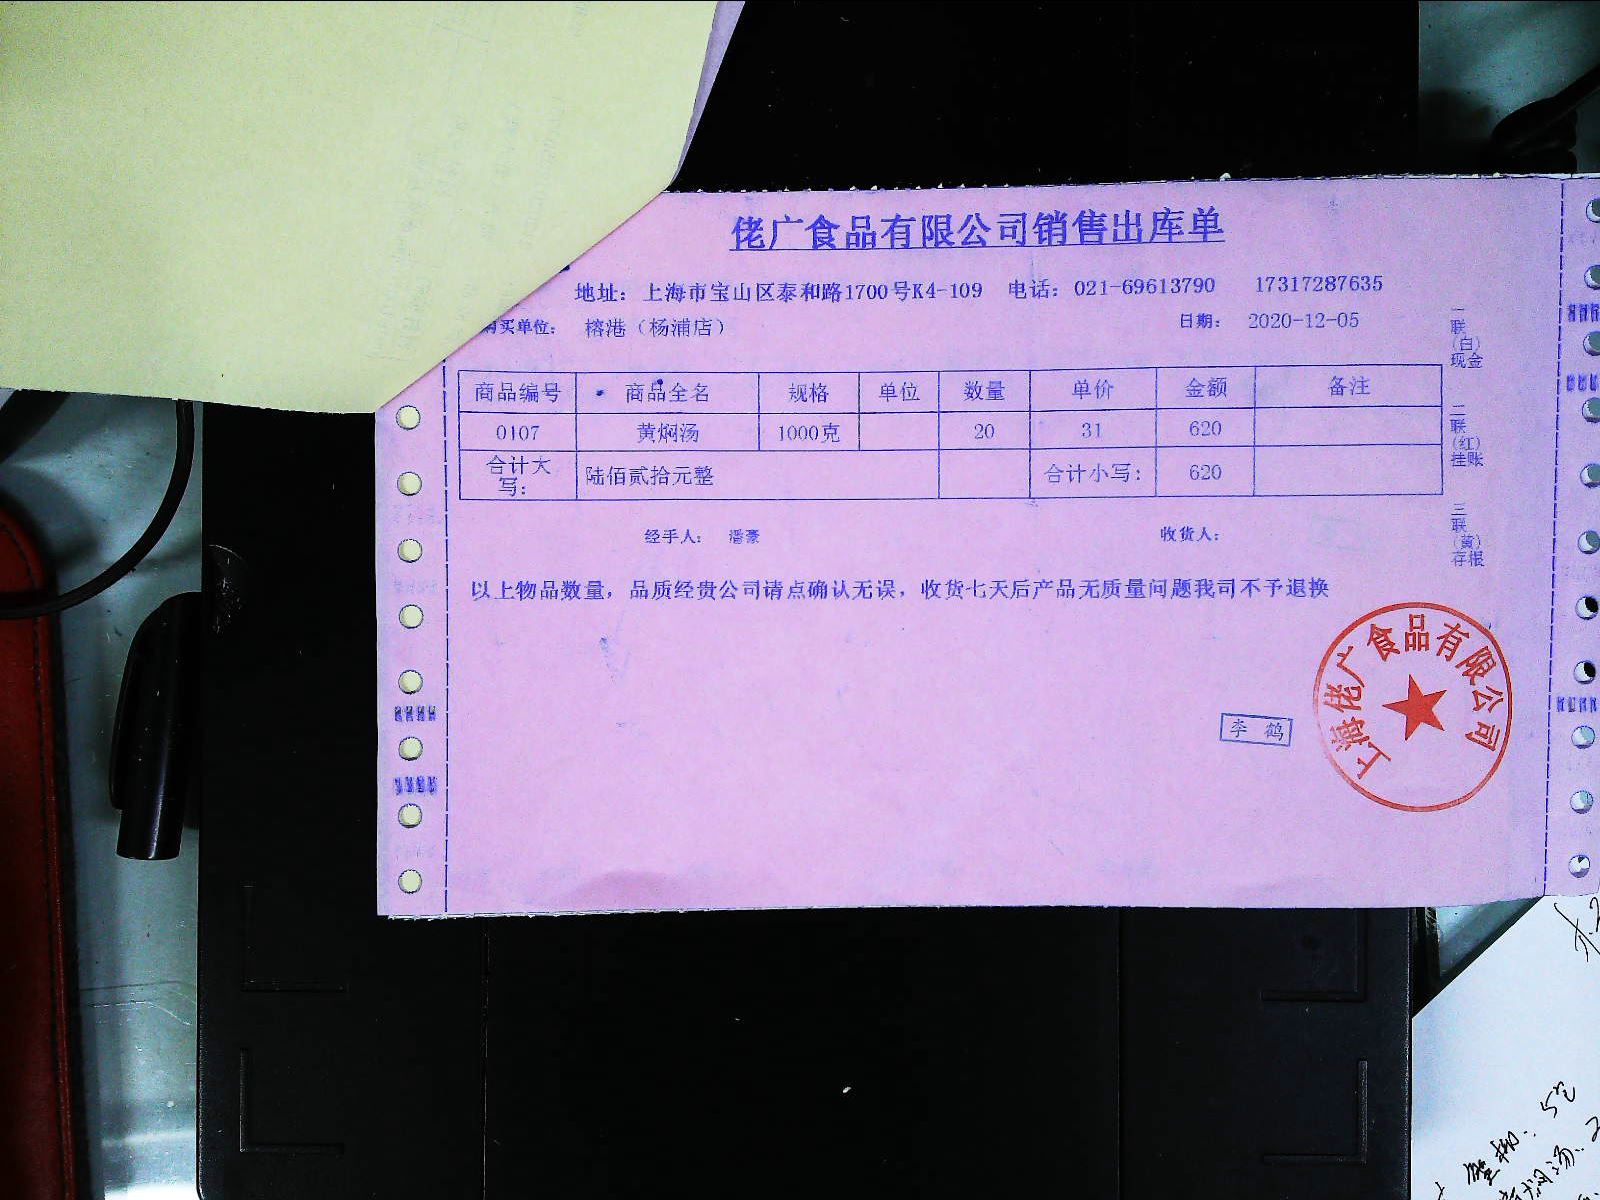 佬广食品有限公司销售出库单
地址：上海市宝山区泰和路1700号K4-109 电话：021-69613790 17317287635
购买单位： 榕港（杨浦店） 日期： 2020-12-05
商品编号 商品全名 规格 单位 数量 单价 金额 备注
0107 黄焖汤 1000克 20 31 620
合计大写： 陆佰贰拾元整 合计小写： 620
经手人： 潘豪 收货人：
以上物品数量，品质经贵公司请点确认无误，收货七天后产品无质量问题我司不予退换
一联（白）现金
二联（红）挂账
三联（黄）存根
李鹤
上海佬广食品有限公司